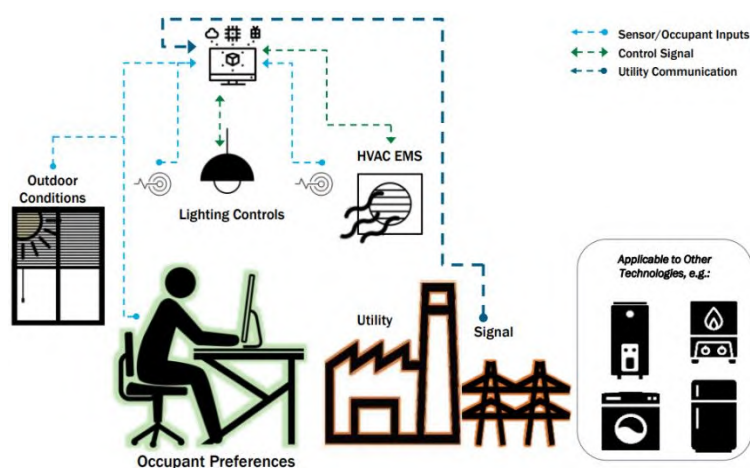 Sensor/Occupant Inputs
Control Signal
Utility Communication
HVAC EMS
Outdoor
Conditions
Lighting Controls
Applicable to Other
Technologies, e.g.:
Utility
Signal
Occupant Preferences